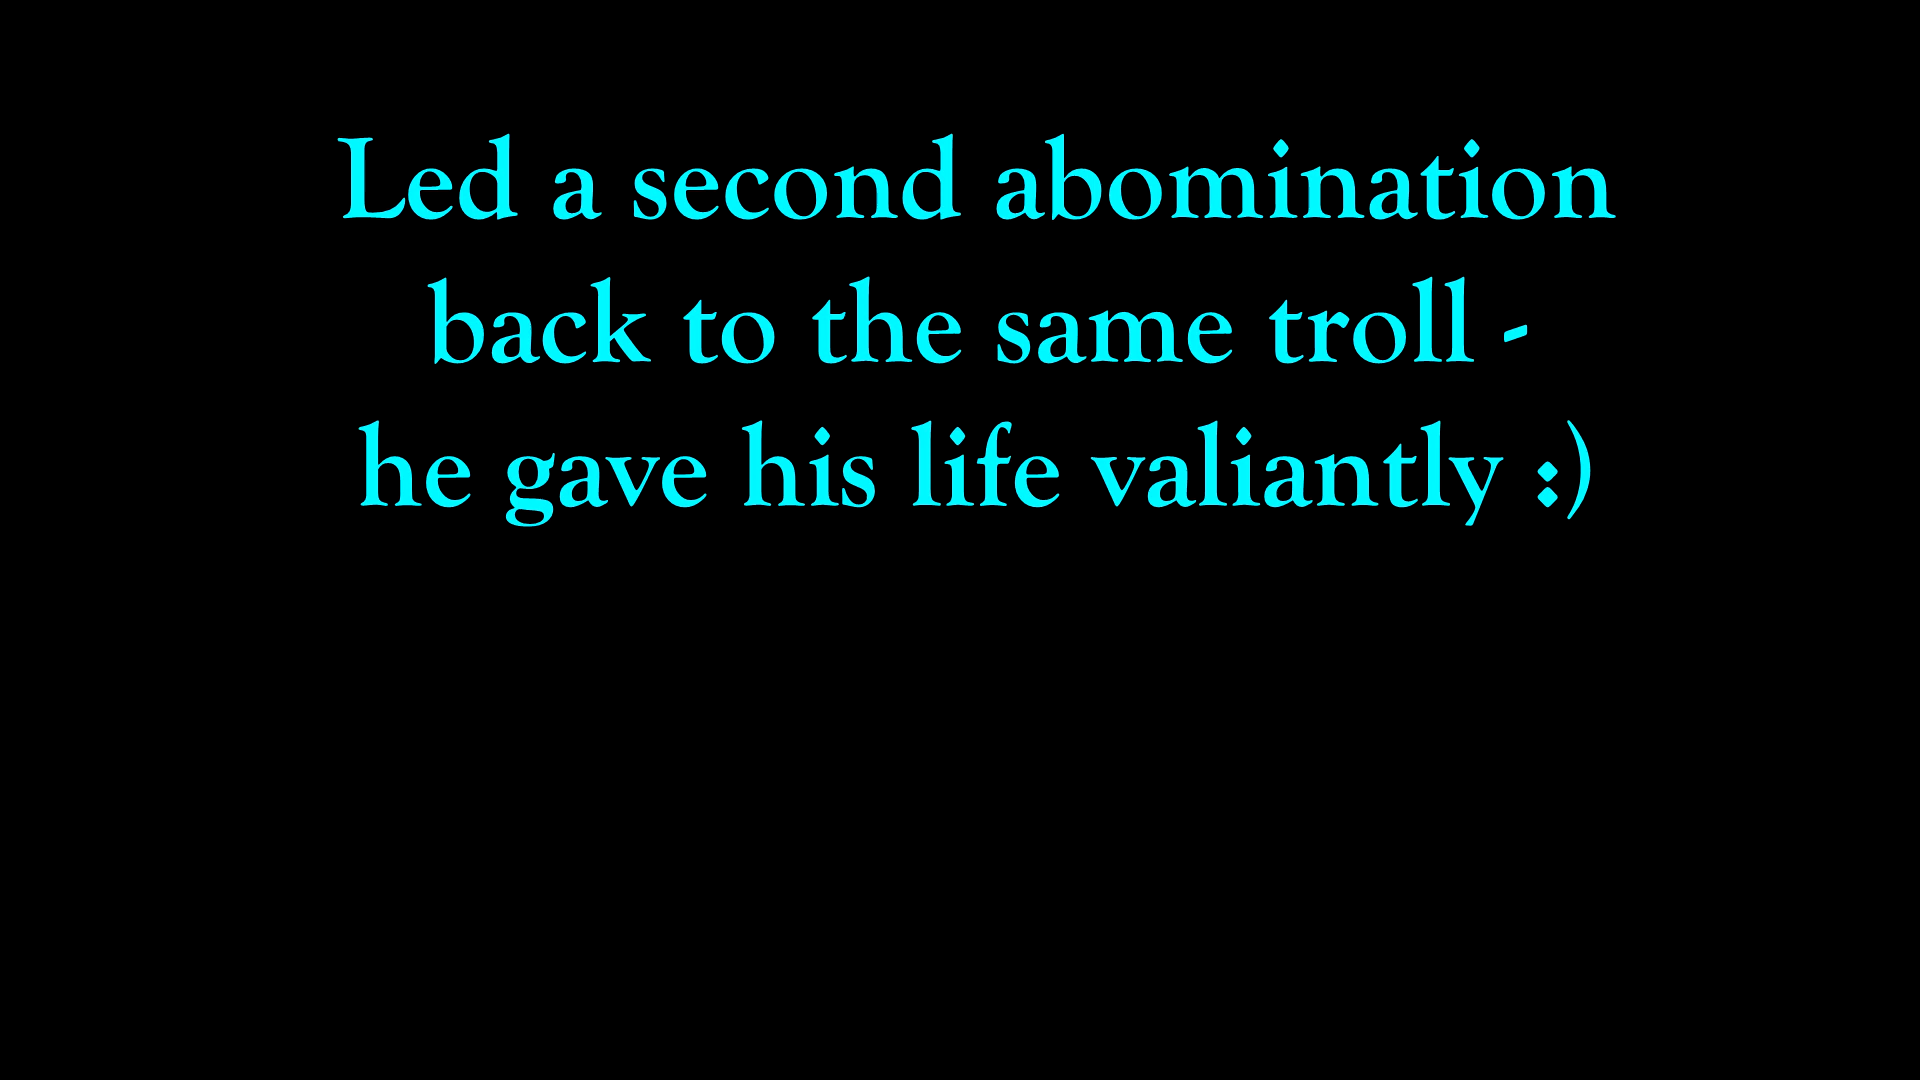 Led a second abomination
back to the same troll -
he gave his life valiantly :)